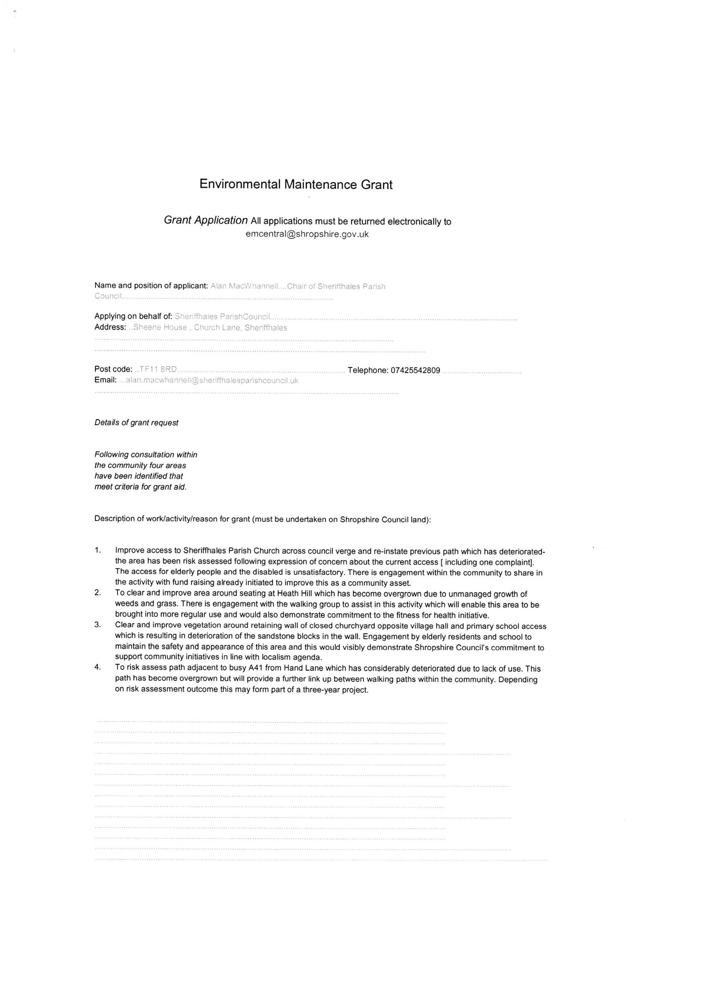 Environmental Maintenance Grant
Grant Application All applications must be returned electronically to
emcentral@shropshire.gov.uk
Name and position of applicant: Alan MacWhannell....Chair of Sheriffhales Parish
Council................................................................................
Applying on behalf of: Sheriffhales ParishCouncil................................................................................
Address: ..Sheene House , Church Lane, Sheriffhales
Post code: ..TF11 8RD................................................................ Telephone: 07425542809..............................
Email: ...alan.macwhannell@sheriffhalesparishcouncil.uk
Details of grant request
Following consultation within
the community four areas
have been identified that
meet criteria for grant aid.
Description of work/activity/reason for grant (must be undertaken on Shropshire Council land):
1. Improve access to Sheriffhales Parish Church across council verge and re-instate previous path which has deteriorated-
the area has been risk assessed following expression of concern about the current access [ including one complaint].
The access for elderly people and the disabled is unsatisfactory. There is engagement within the community to share in
the activity with fund raising already initiated to improve this as a community asset.
2. To clear and improve area around seating at Heath Hill which has become overgrown due to unmanaged growth of
weeds and grass. There is engagement with the walking group to assist in this activity which will enable this area to be
brought into more regular use and would also demonstrate commitment to the fitness for health initiative.
3. Clear and improve vegetation around retaining wall of closed churchyard opposite village hall and primary school access
which is resulting in deterioration of the sandstone blocks in the wall. Engagement by elderly residents and school to
maintain the safety and appearance of this area and this would visibly demonstrate Shropshire Council's commitment to
support community initiatives in line with localism agenda.
4. To risk assess path adjacent to busy A41 from Hand Lane which has considerably deteriorated due to lack of use. This
path has become overgrown but will provide a further link up between walking paths within the community. Depending
on risk assessment outcome this may form part of a three-year project.